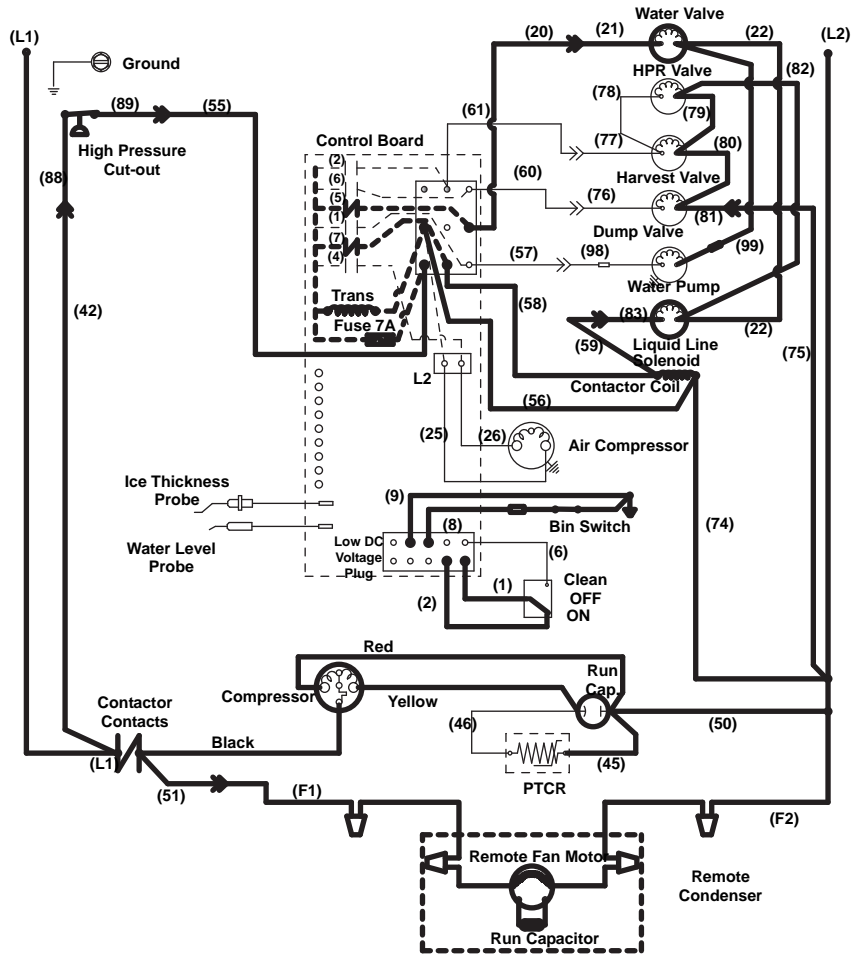 (L1)
(L2)
Water Valve
(20)
(21)
(22)
Ground
HPR Valve
(82)
(89)
(55)
(78)
(79)
(61)
Control Board
(77)
(80)
High Pressure
Cut-out
(88)
(2)
(6)
(5)
(1)
(7)
(4)
(60)
Harvest Valve
(76)
(81)
Dump Valve
(57)
(98)
(99)
Water Pump
(42)
Trans
Fuse 7A
(58)
(83)
(22)
(59)
Liquid Line
Solenoid
(75)
L2
Contactor Coil
(56)
(25)
(26)
Air Compressor
Ice Thickness
Probe
Water Level
Probe
(9)
(8)
Bin Switch
(74)
Low DC
Voltage
Plug
(6)
(2)
(1)
Clean
OFF
ON
Red
Compressor
Yellow
Run
Cap.
Contactor
Contacts
Black
(46)
(50)
(L1)
(45)
(51)
PTCR
(F1)
(F2)
Remote Fan Motor
Remote
Condenser
Run Capacitor